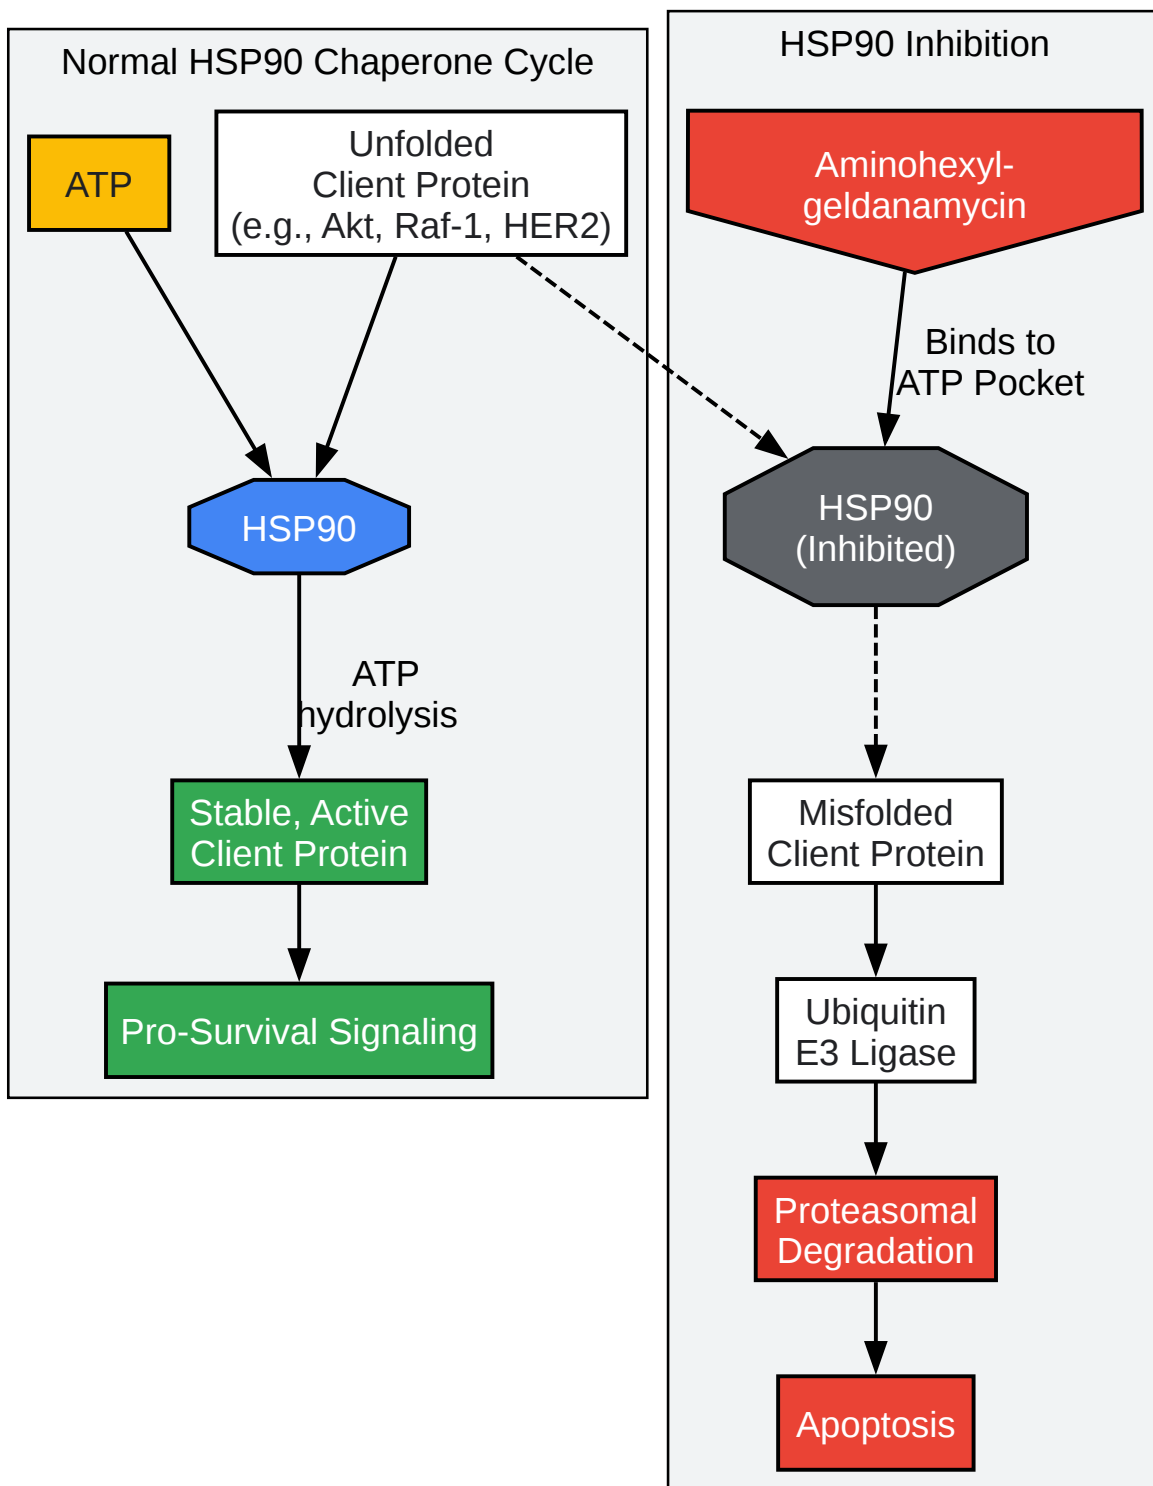 Normal HSP90 Chaperone Cycle
ATP
Unfolded
Client Protein
(e.g., Akt, Raf-1, HER2)
HSP90
ATP
hydrolysis
Stable, Active
Client Protein
Pro-Survival Signaling
HSP90 Inhibition
Aminohexyl-
geldanamycin
Binds to
ATP Pocket
HSP90
(Inhibited)
Misfolded
Client Protein
Ubiquitin
E3 Ligase
Proteasomal
Degradation
Apoptosis